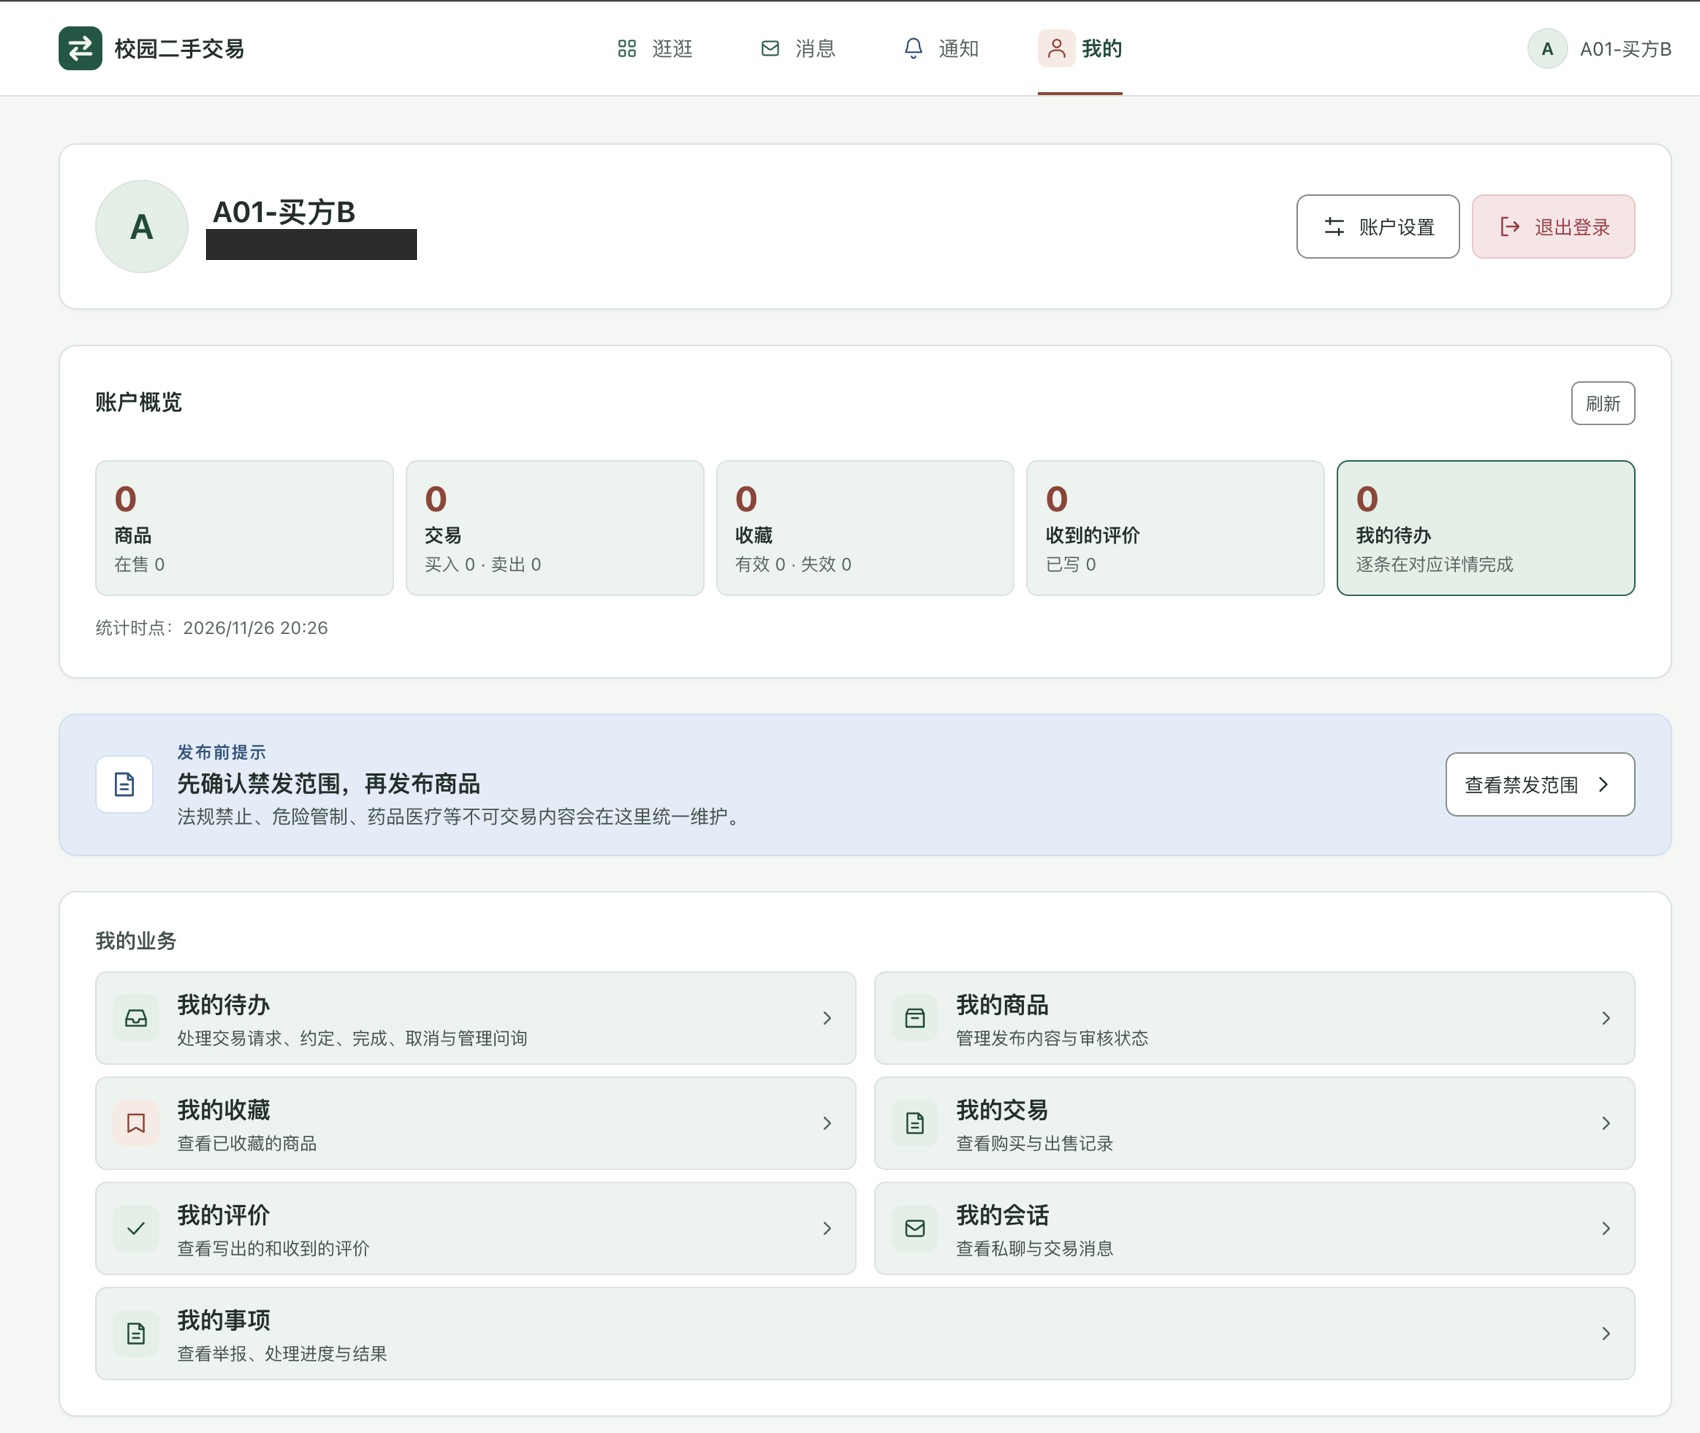 校园二手交易
逛逛
消息
通知
我的
A
A01-买方B
A
A01-买方B
账户设置
退出登录
账户概览
刷新
0
商品
在售 0
0
交易
买入 0 · 卖出 0
0
收藏
有效 0 · 失效 0
0
收到的评价
已写 0
0
我的待办
逐条在对应详情完成
统计时点：2026/11/26 20:26
发布前提示
先确认禁发范围，再发布商品
法规禁止、危险管制、药品医疗等不可交易内容会在这里统一维护。
查看禁发范围
我的业务
我的待办
处理交易请求、约定、完成、取消与管理问询
我的商品
管理发布内容与审核状态
我的收藏
查看已收藏的商品
我的交易
查看购买与出售记录
我的评价
查看写出的和收到的评价
我的会话
查看私聊与交易消息
我的事项
查看举报、处理进度与结果